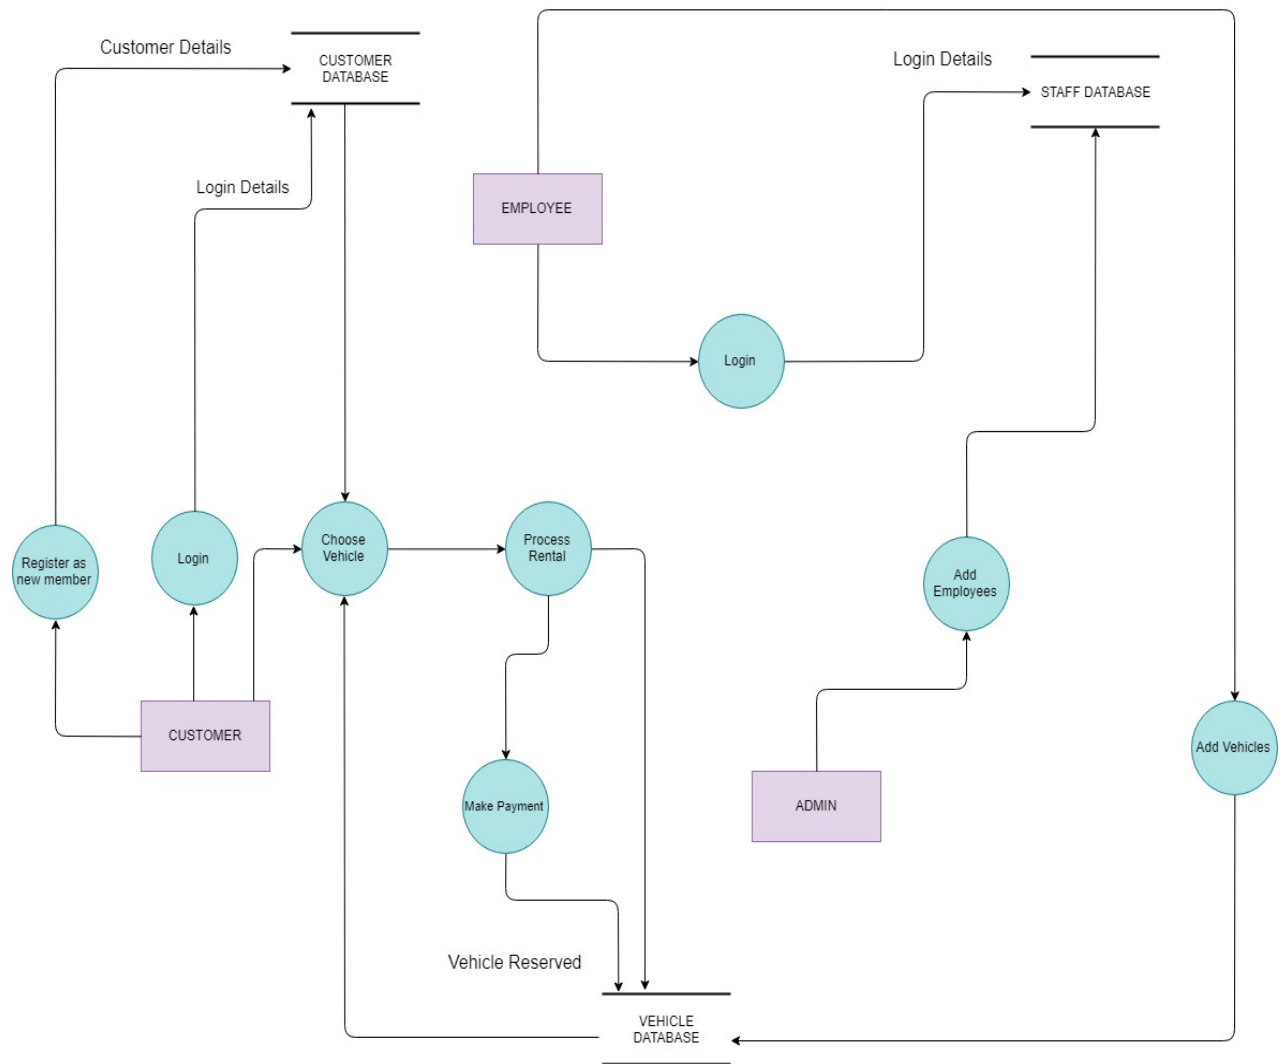 Customer Details
CUSTOMER
DATABASE
Login Details
STAFF DATABASE
Login Details
EMPLOYEE
Login
Choose
Vehicle
Process
Rental
Register as
new member
Login
Add
Employees
CUSTOMER
Add Vehicles
Make Payment
ADMIN
Vehicle Reserved
VEHICLE
DATABASE